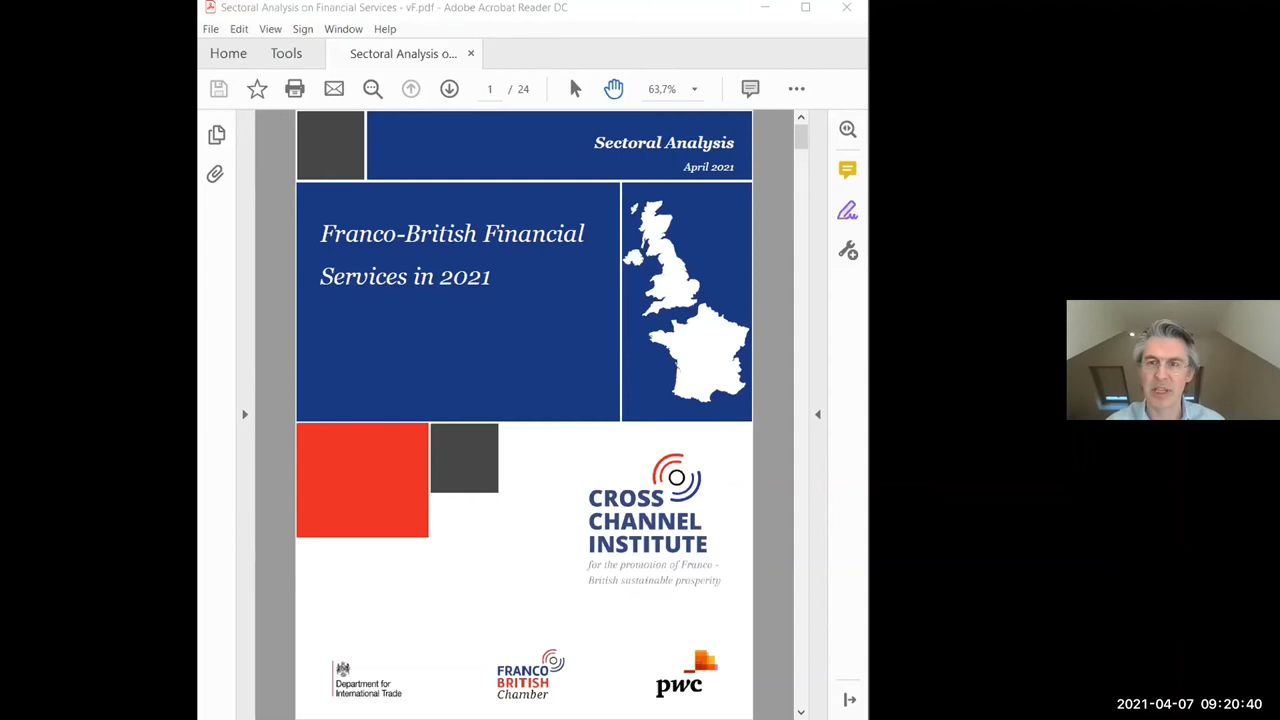 Sectoral Analysis on Financial Services - vF.pdf - Adobe Acrobat Reader DC
File Edit View Sign Window Help
Home Tools Sectoral Analysis o... ×
1 / 24 63,7%
Sectoral Analysis
April 2021
Franco-British Financial
Services in 2021
CROSS
CHANNEL
INSTITUTE
for the promotion of Franco -
British sustainable prosperity
Department for
International Trade
FRANCO
BRITISH
Chamber
pwc
2021-04-07 09:20:40